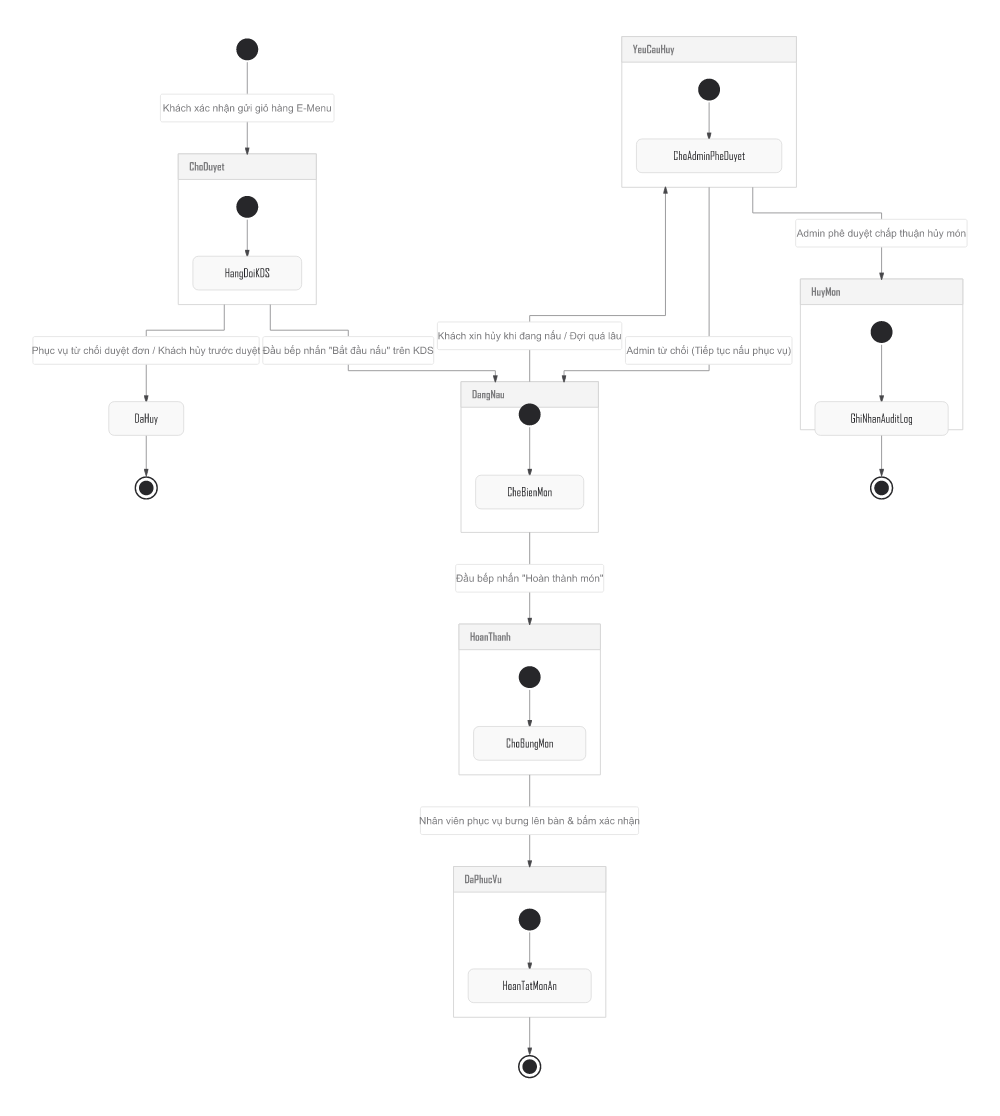 YeuCauHuy
Khách xác nhận gửi giỏ hàng E-Menu
ChoAdminPheDuyet
ChoDuyet
Admin phê duyệt chấp thuận hủy món
HangDoiKDS
HuyMon
Khách xin hủy khi đang nấu / Đợi quá lâu
Phục vụ từ chối duyệt đơn / Khách hủy trước duyệt
Đầu bếp nhấn "Bắt đầu nấu" trên KDS
Admin từ chối (Tiếp tục nấu phục vụ)
DangNau
DaHuy
GhiNhanAuditLog
CheBienMon
Đầu bếp nhấn "Hoàn thành món"
HoanThanh
ChoBungMon
Nhân viên phục vụ bưng lên bàn & bấm xác nhận
DaPhucVu
HoanTatMonAn